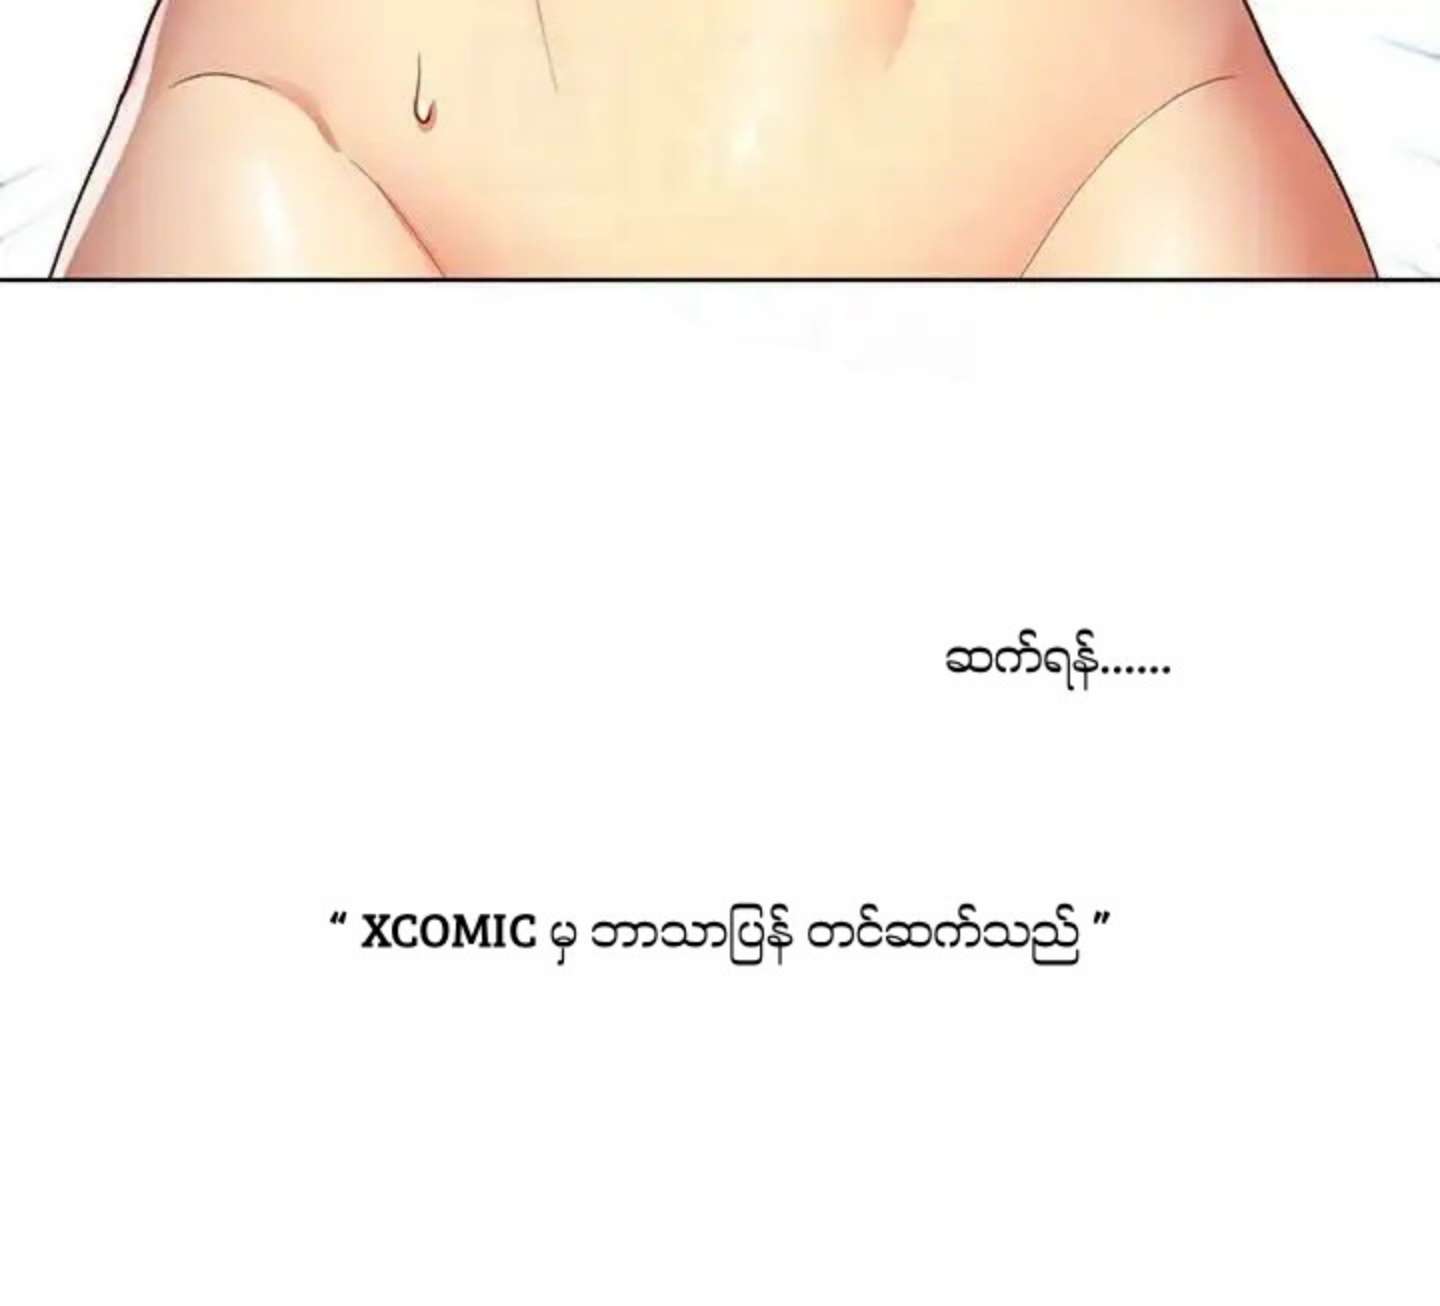 ဆက်ရန်......
“ XCOMIC မှ ဘာသာပြန် တင်ဆက်သည် ”